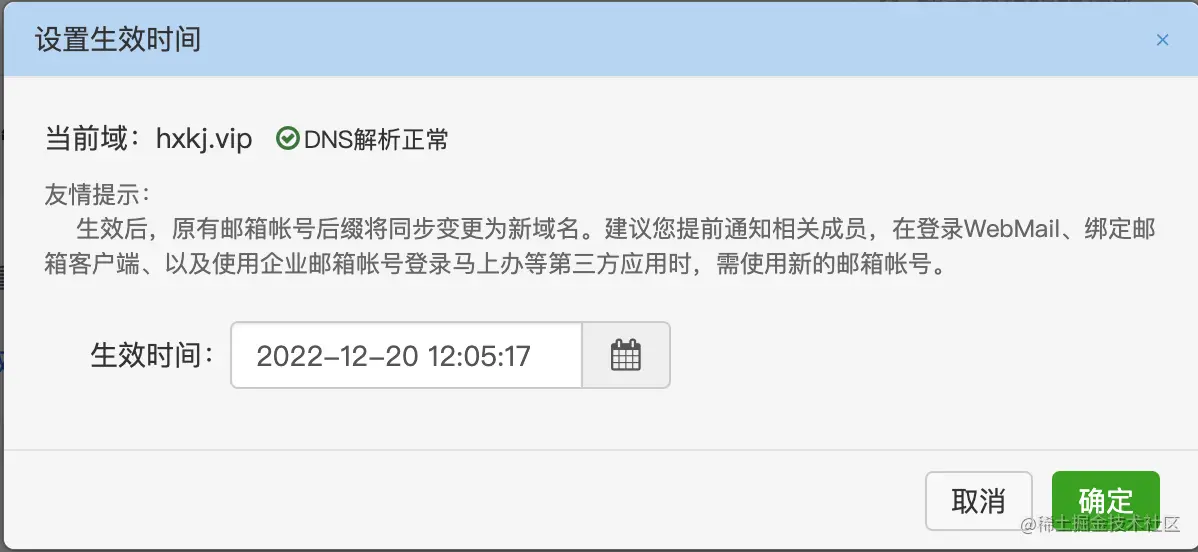 设置生效时间
×
当前域：hxkj.vip DNS解析正常
友情提示：
生效后，原有邮箱帐号后缀将同步变更为新域名。建议您提前通知相关成员，在登录WebMail、绑定邮
箱客户端、以及使用企业邮箱帐号登录马上办等第三方应用时，需使用新的邮箱帐号。
生效时间：2022-12-20 12:05:17
取消 确定
@稀土掘金技术社区